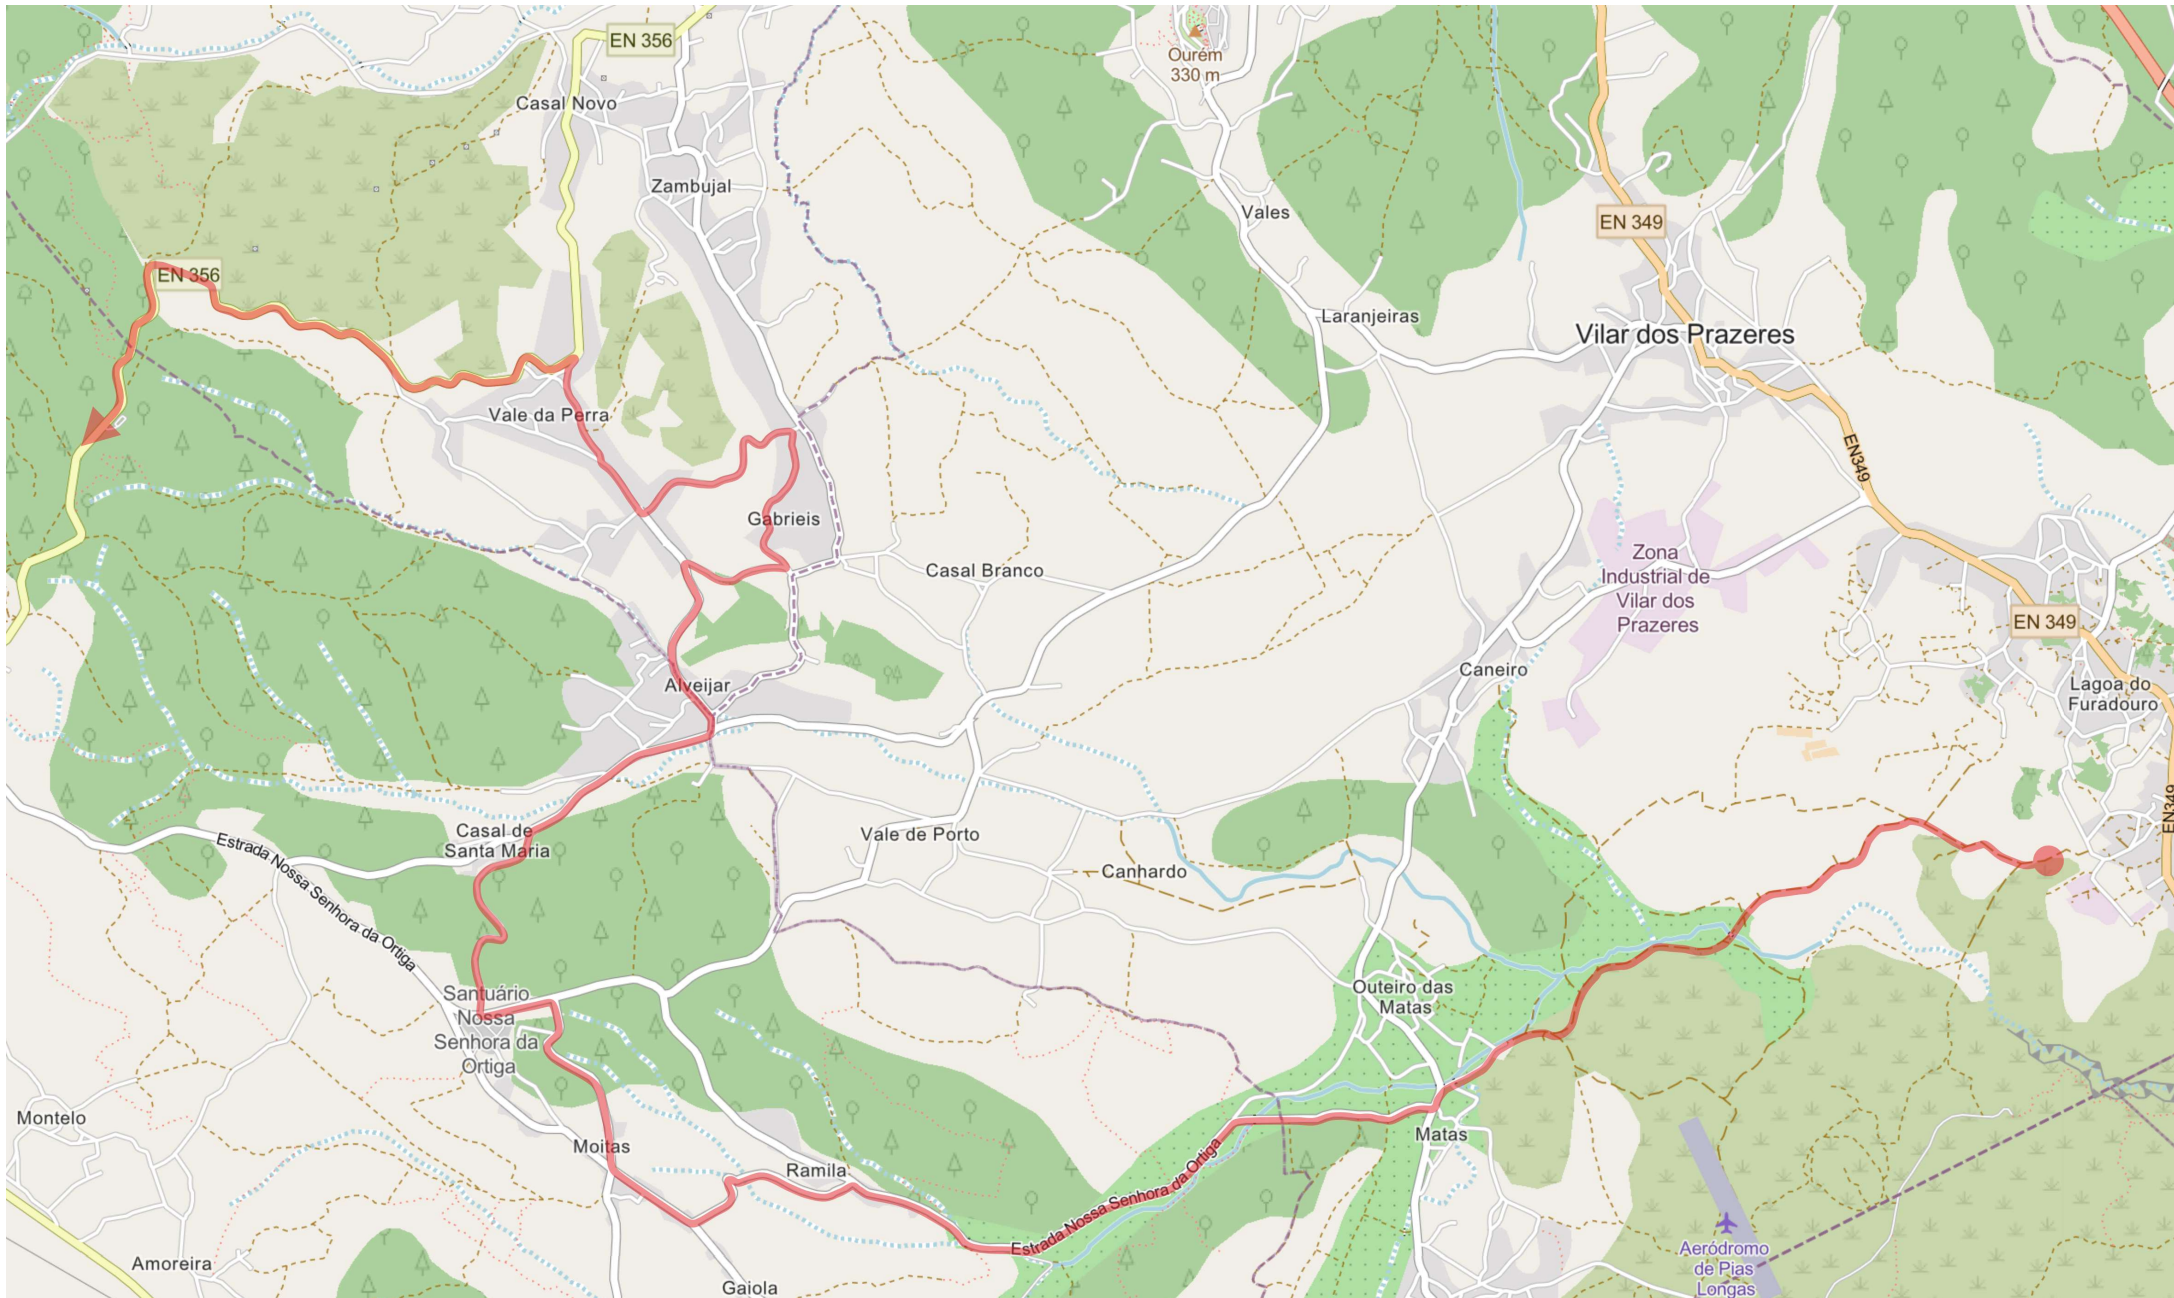 EN 356
Ourém
330 m
Casal Novo
Zambujal
Vales
EN 349
EN 356
Laranjeiras
Vilar dos Prazeres
Vale da Perra
EN349
Gabrieis
Casal Branco
Zona
Industrial de
Vilar dos
Prazeres
EN 349
Caneiro
Alveijar
Lagoa do
Furadouro
EN349
Casal de
Santa Maria
Vale de Porto
Canhardo
Estrada Nossa Senhora da Ortiga
Santuário
Nossa
Senhora da
Ortiga
Outeiro das
Matas
Montelo
Moitas
Matas
Ramila
Estrada Nossa Senhora da Ortiga
Amoreira
Gaiola
Aeródromo
de Pias
Longas